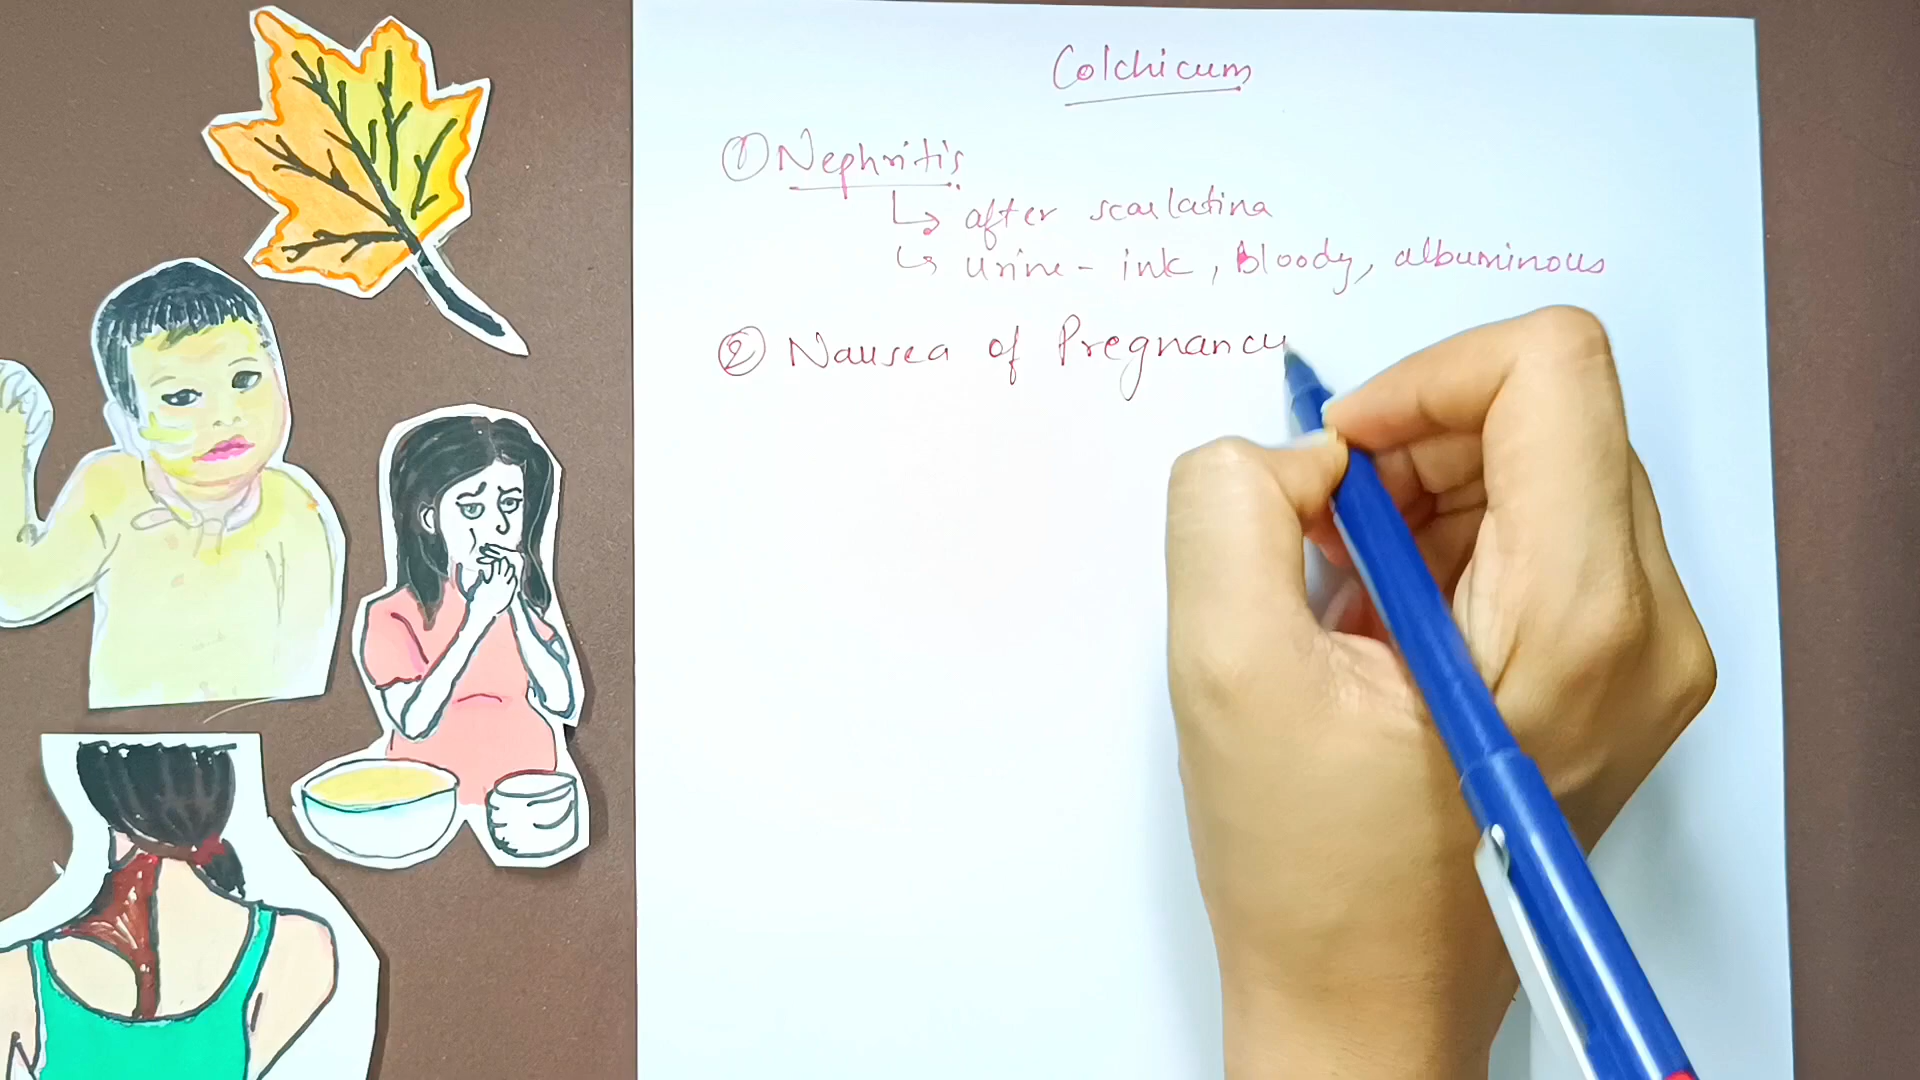 Colchicum
① Nephritis
↳ after scarlatina
↳ urine - ink, bloody, albuminous
② Nausea of Pregnancy